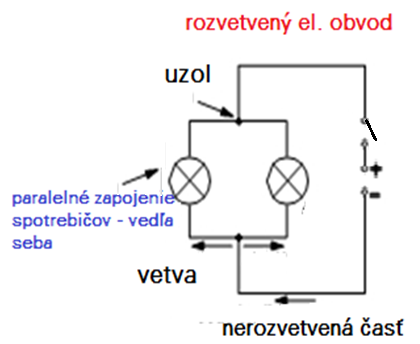 rozvetvený el. obvod
uzol
+
-
paralelné zapojenie
spotrebičov - vedľa
seba
vetva
nerozvetvená časť